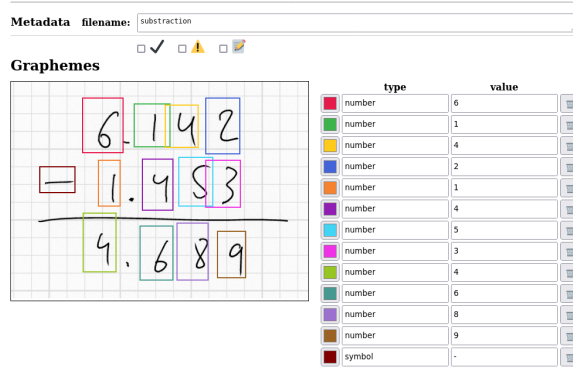 Metadata filename: substraction
Graphemes
6.142
- 1.453
4.689
type value
number 6
number 1
number 4
number 2
number 1
number 4
number 5
number 3
number 4
number 6
number 8
number 9
symbol -